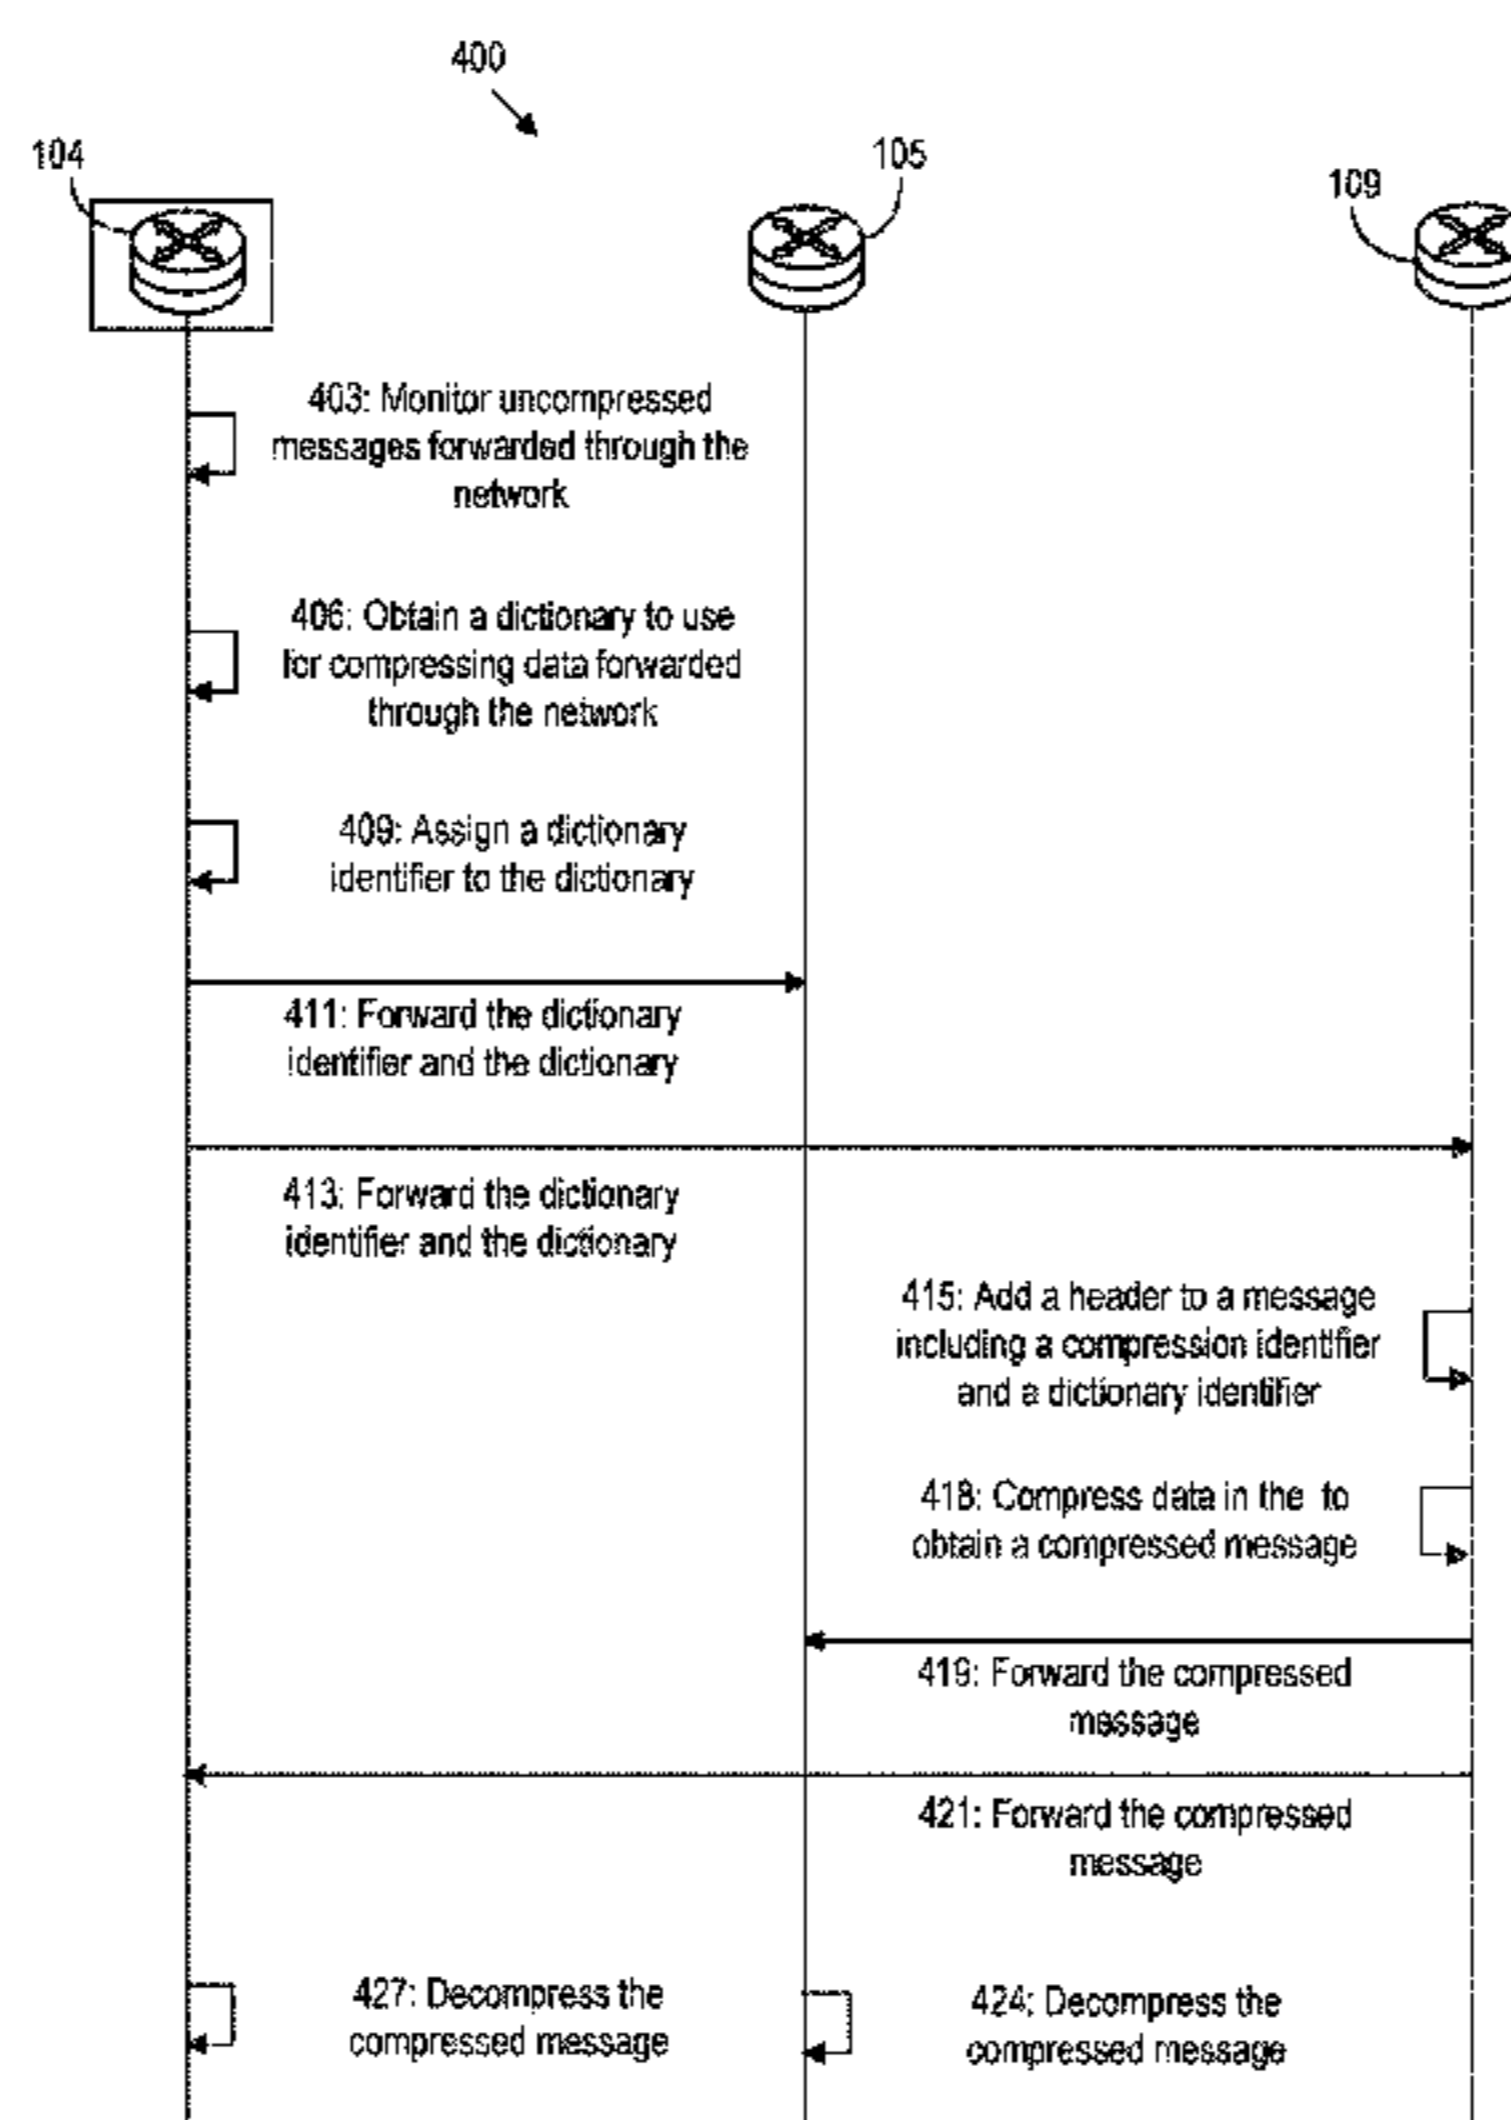 400
104
105
109
403: Monitor uncompressed
messages forwarded through the
network
406: Obtain a dictionary to use
for compressing data forwarded
through the network
409: Assign a dictionary
identifier to the dictionary
411: Forward the dictionary
identifier and the dictionary
413: Forward the dictionary
identifier and the dictionary
415: Add a header to a message
including a compression identifier
and a dictionary identifier
418: Compress data in the to
obtain a compressed message
419: Forward the compressed
message
421: Forward the compressed
message
427: Decompress the
compressed message
424: Decompress the
compressed message